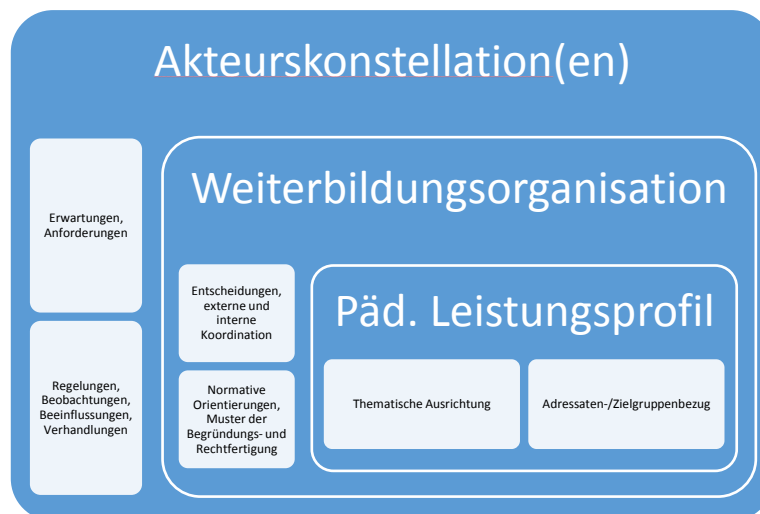 Akteurskonstellation(en)
Weiterbildungsorganisation
Erwartungen,
Anforderungen
Entscheidungen,
externe und
interne
Koordination
Päd. Leistungsprofil
Regelungen,
Beobachtungen,
Beeinflussungen,
Verhandlungen
Normative
Orientierungen,
Muster der
Begründungs- und
Rechtfertigung
Thematische Ausrichtung
Adressaten-/Zielgruppenbezug